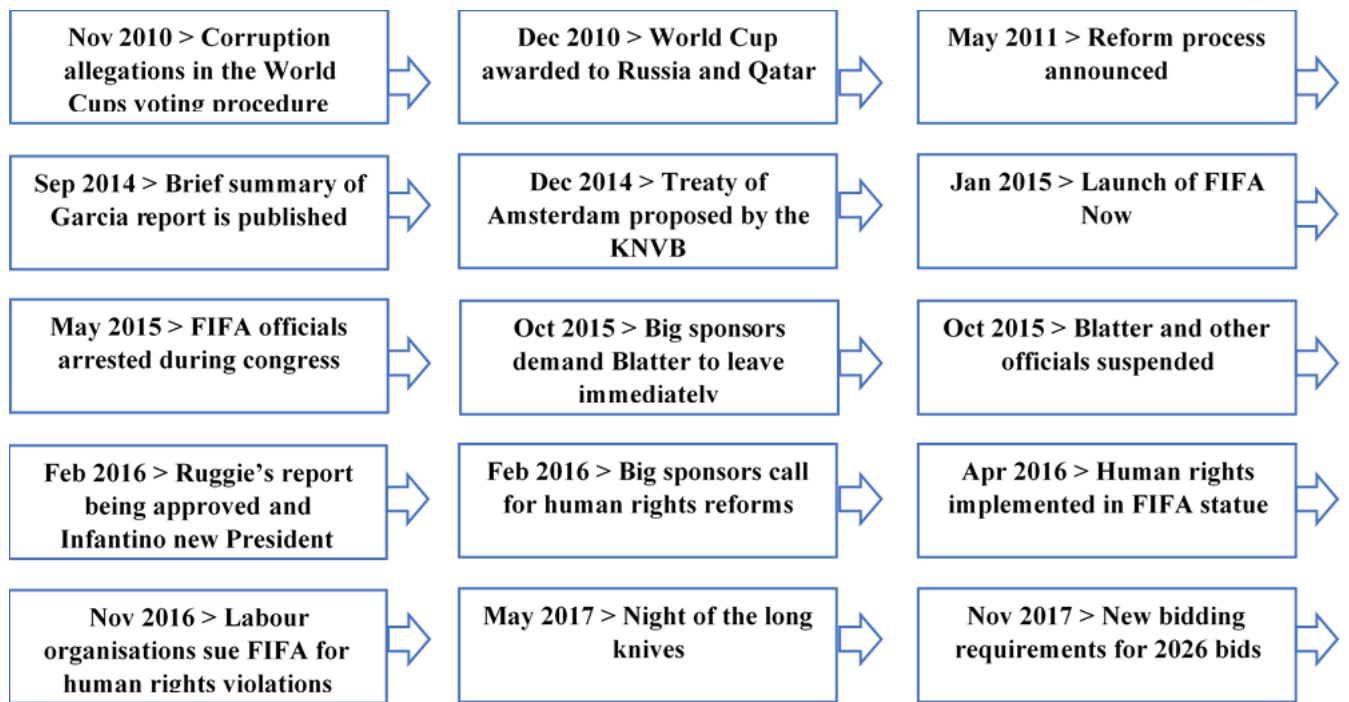 Nov 2010 > Corruption
allegations in the World
Cups voting procedure
Dec 2010 > World Cup
awarded to Russia and Qatar
May 2011 > Reform process
announced
Sep 2014 > Brief summary of
Garcia report is published
Dec 2014 > Treaty of
Amsterdam proposed by the
KNVB
Jan 2015 > Launch of FIFA
Now
May 2015 > FIFA officials
arrested during congress
Oct 2015 > Big sponsors
demand Blatter to leave
immediately
Oct 2015 > Blatter and other
officials suspended
Feb 2016 > Ruggie’s report
being approved and
Infantino new President
Feb 2016 > Big sponsors call
for human rights reforms
Apr 2016 > Human rights
implemented in FIFA statue
Nov 2016 > Labour
organisations sue FIFA for
human rights violations
May 2017 > Night of the long
knives
Nov 2017 > New bidding
requirements for 2026 bids